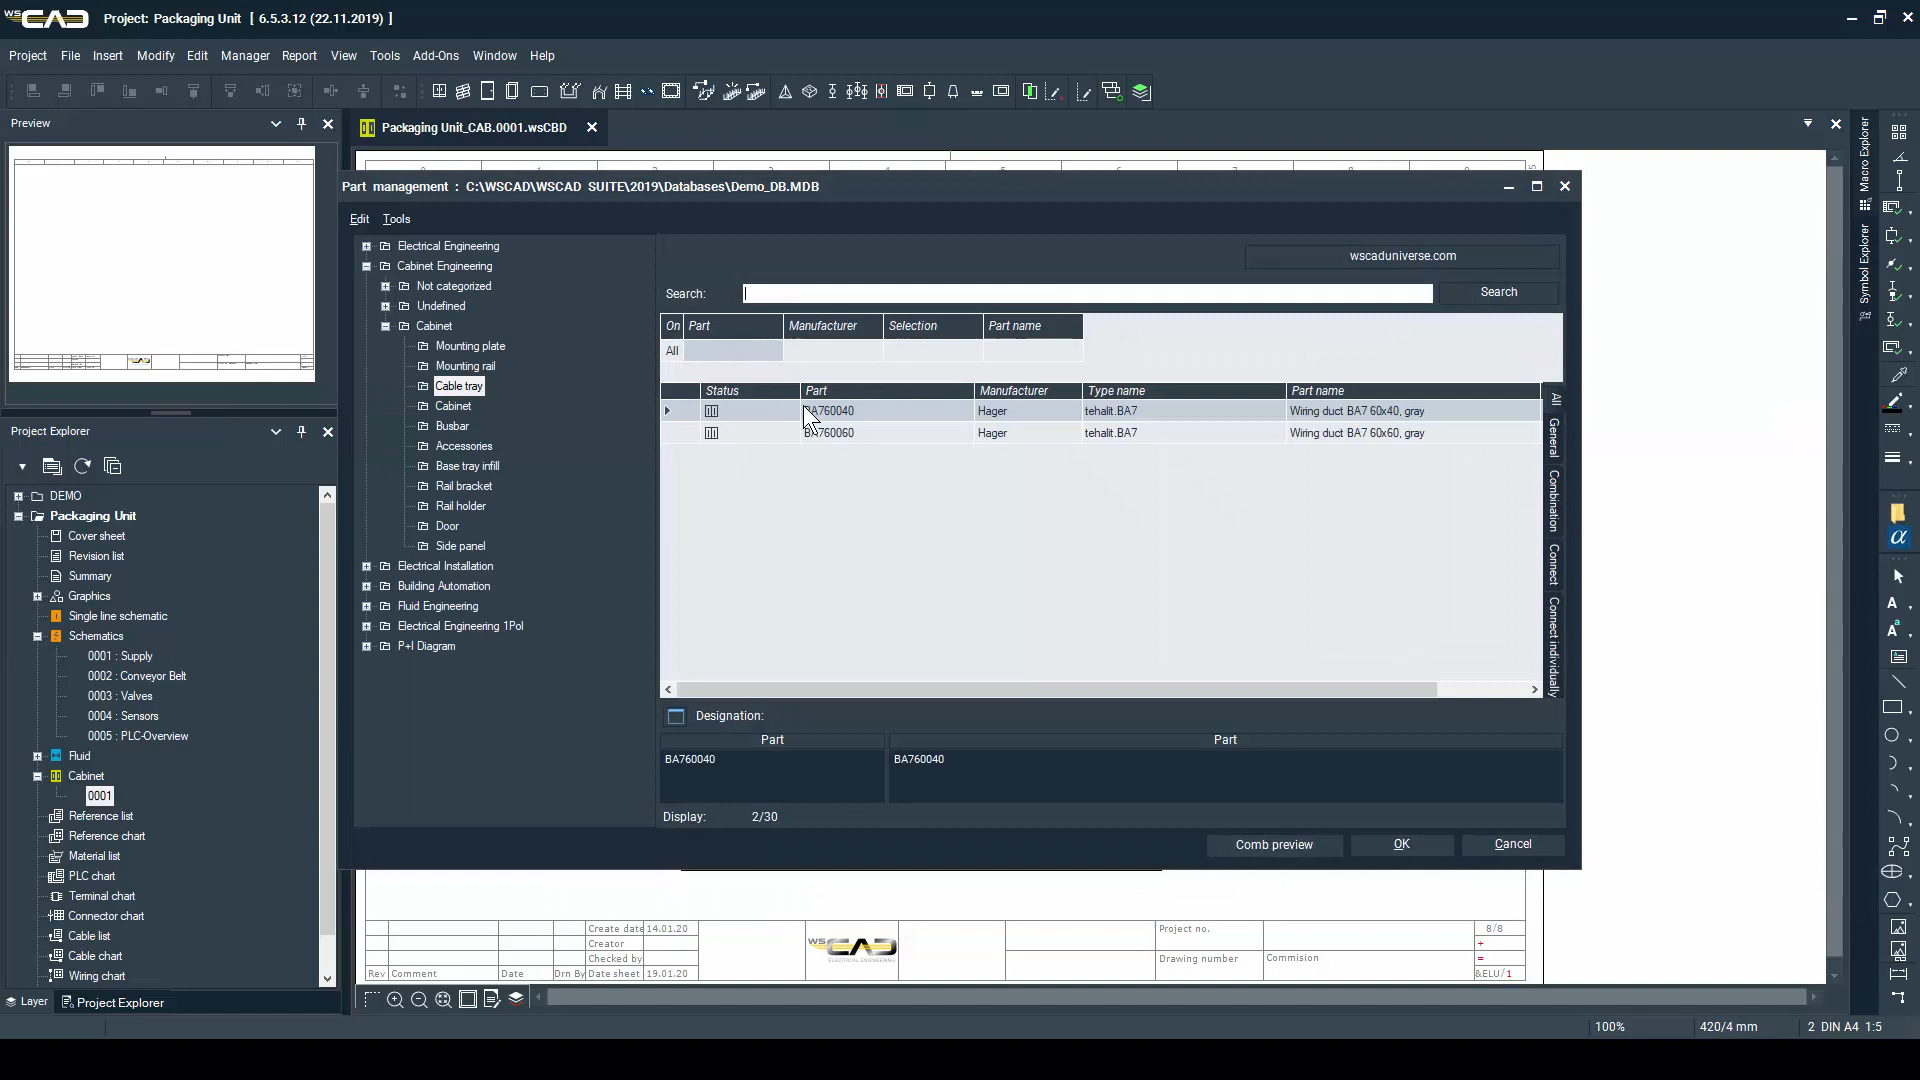 WS CAD Project: Packaging Unit [ 6.5.3.12 (22.11.2019) ]
Project File Insert Modify Edit Manager Report View Tools Add-Ons Window Help
Preview
Packaging Unit_CAB.0001.wsCBD
Macro Explorer
Symbol Explorer
Part management : C:\WSCAD\WSCAD SUITE\2019\Databases\Demo_DB.MDB
Edit Tools
Electrical Engineering
Cabinet Engineering
Not categorized
Undefined
Cabinet
Mounting plate
Mounting rail
Cable tray
Cabinet
Busbar
Accessories
Base tray infill
Rail bracket
Rail holder
Door
Side panel
Electrical Installation
Building Automation
Fluid Engineering
Electrical Engineering 1Pol
P+I Diagram
wscaduniverse.com
Search: Search
On Part Manufacturer Selection Part name
All
Status Part Manufacturer Type name Part name
BA760040 Hager tehalit.BA7 Wiring duct BA7 60x40, gray
BA760060 Hager tehalit.BA7 Wiring duct BA7 60x60, gray
All
General
Combination
Connect
Connect individually
Designation:
Part Part
BA760040 BA760040
Display: 2/30
Comb preview OK Cancel
Project Explorer
DEMO
Packaging Unit
Cover sheet
Revision list
Summary
Graphics
Single line schematic
Schematics
0001 : Supply
0002 : Conveyor Belt
0003 : Valves
0004 : Sensors
0005 : PLC-Overview
Fluid
Cabinet
0001
Reference list
Reference chart
Material list
PLC chart
Terminal chart
Connector chart
Cable list
Cable chart
Wiring chart
Layer Project Explorer
Create date 14.01.20
Creator
Checked by
Rev Comment Date Drn By Date sheet 19.01.20
WS CAD
ELECTRICAL ENGINEERING
Project no.
Drawing number Commision
8/8
+
=
&ELU/1
100% 420/4 mm 2 DIN A4 1:5